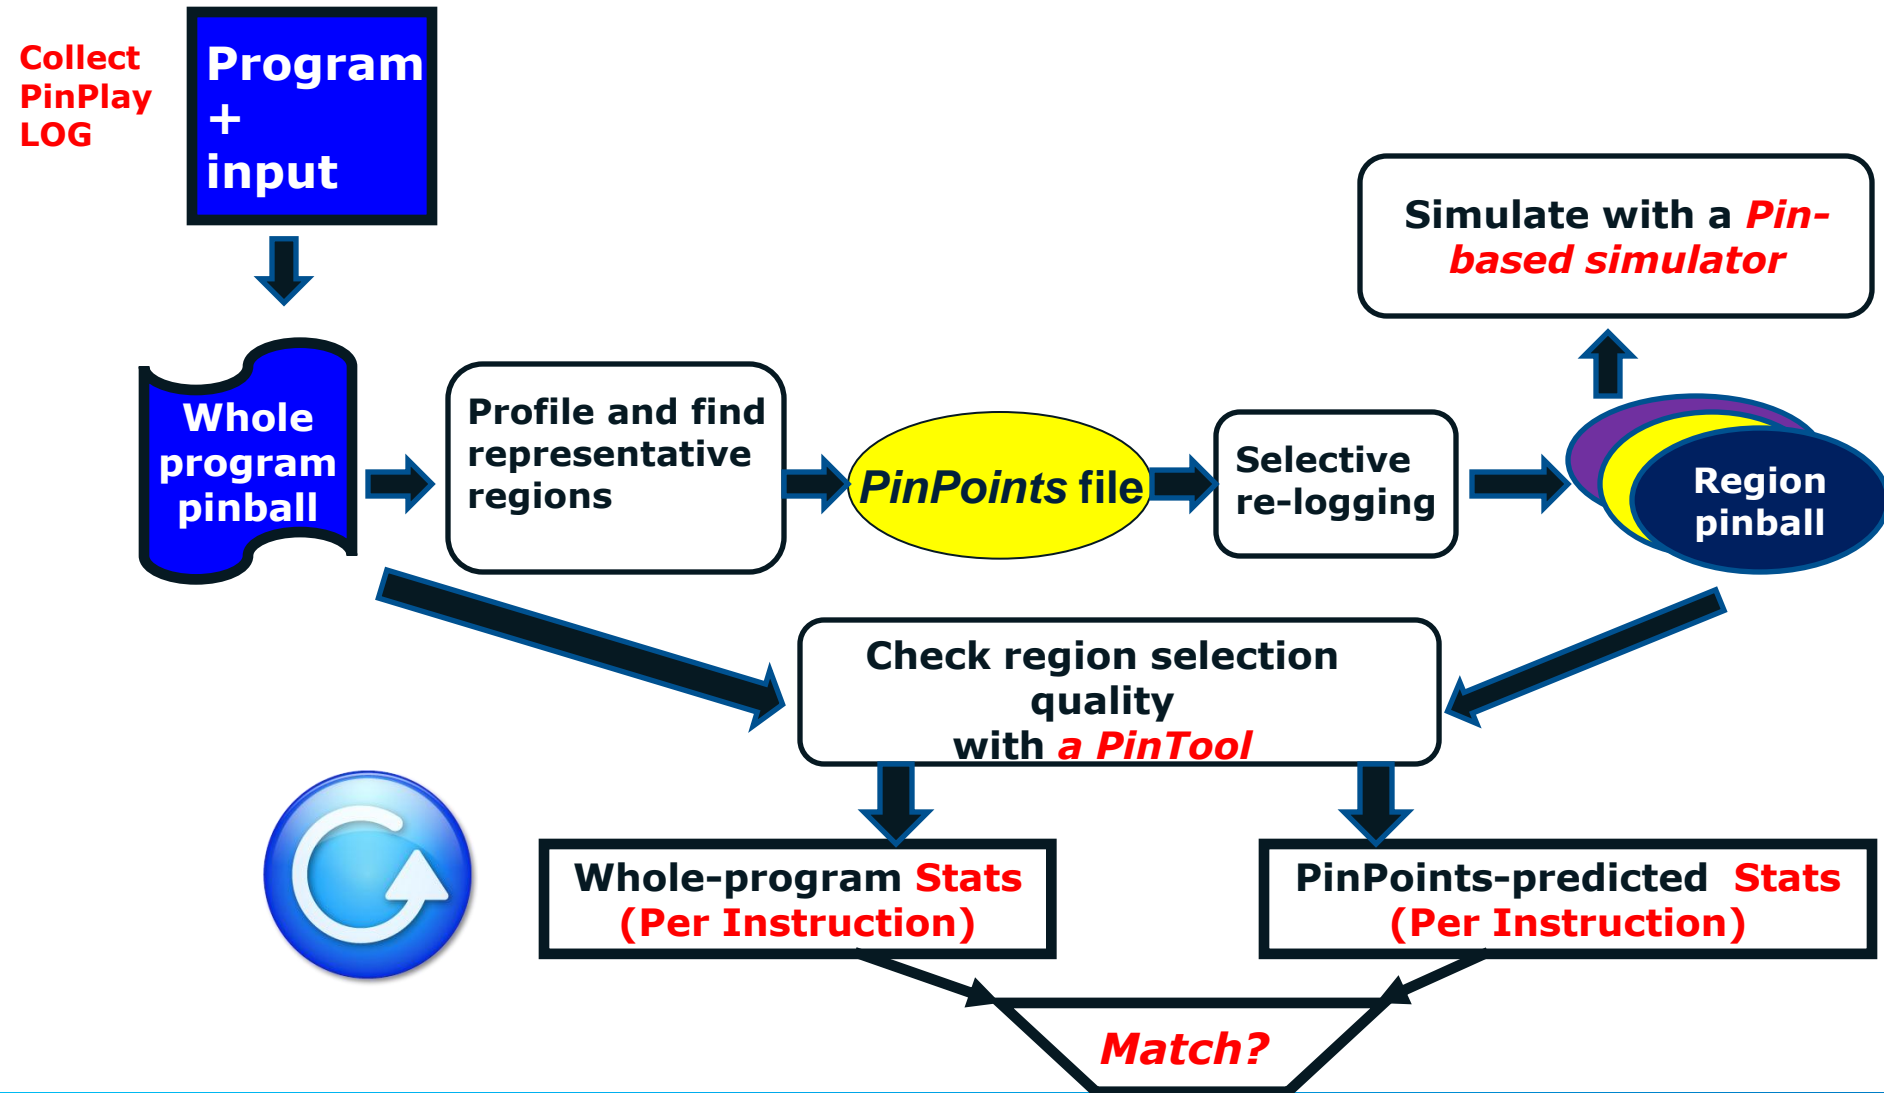 Collect
PinPlay
LOG
Program
+
input
Simulate with a Pin-
based simulator
Whole
program
pinball
Profile and find
representative
regions
PinPoints file
Selective
re-logging
Region
pinball
Check region selection
quality
with a PinTool
Whole-program Stats
(Per Instruction)
PinPoints-predicted Stats
(Per Instruction)
Match?